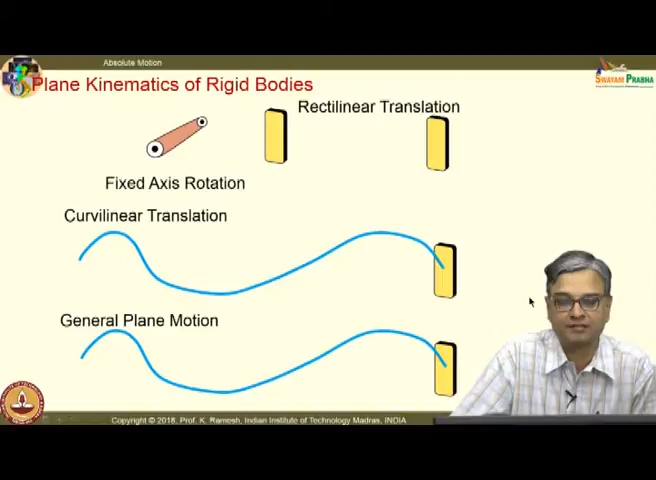 Absolute Motion
Plane Kinematics of Rigid Bodies
SWAYAM PRABHA
Rectilinear Translation
Fixed Axis Rotation
Curvilinear Translation
General Plane Motion
Copyright © 2018, Prof. K. Ramesh, Indian Institute of Technology Madras, INDIA